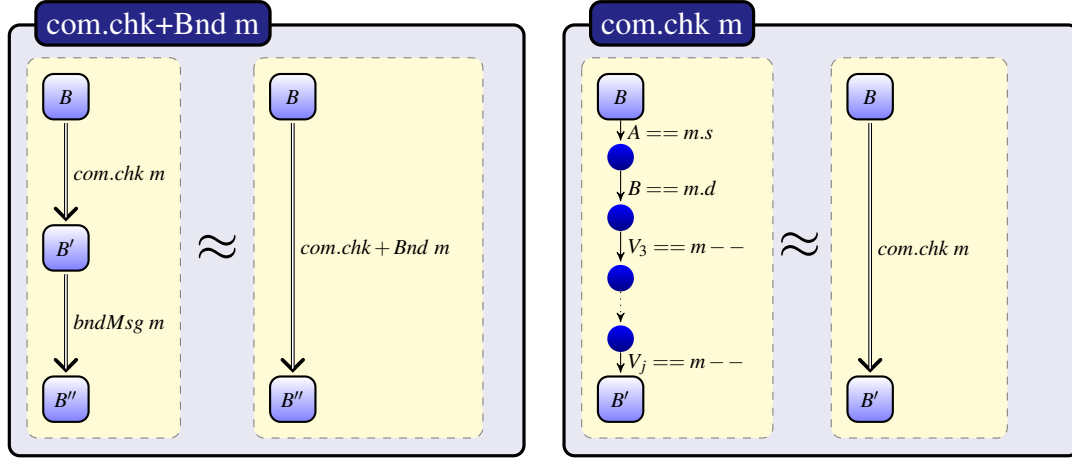 com.chk+Bnd m
B
com.chk m
B′
bndMsg m
B″
≈
B
com.chk + Bnd m
B″
com.chk m
B
A == m.s
B == m.d
V₃ == m − −
Vⱼ == m − −
B′
≈
B
com.chk m
B′